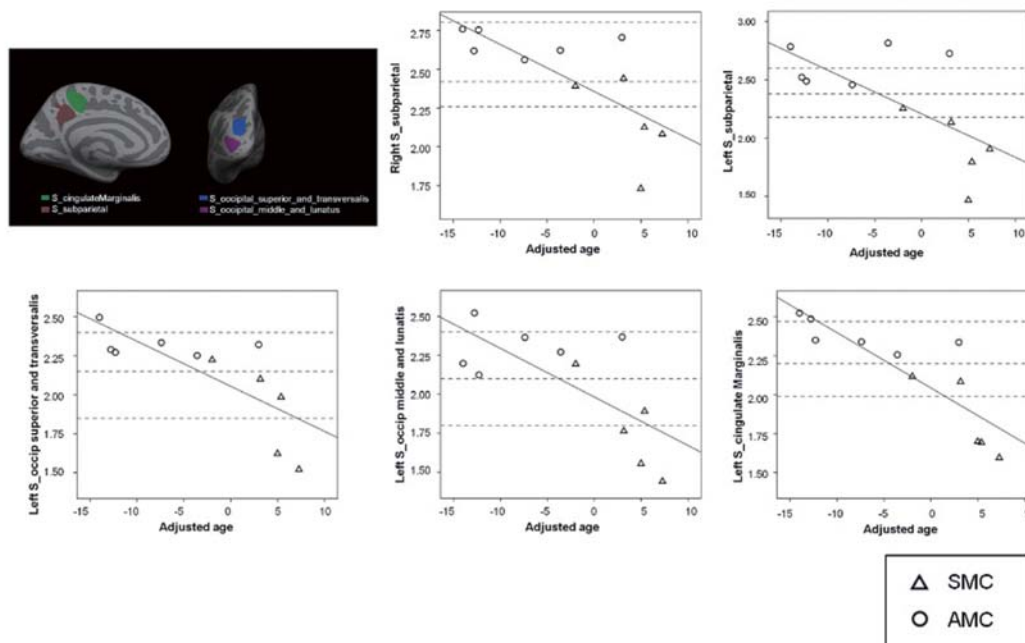 S_cingulateMarginalis
S_subparietal
S_occipital_superior_and_transversalis
S_occipital_middle_and_lunatus
Right S_subparietal
2.75
2.50
2.25
2.00
1.75
-15 -10 -5 0 5 10
Adjusted age
Left S_subparietal
3.00
2.50
2.00
1.50
-15 -10 -5 0 5 10
Adjusted age
Left S_occip superior and transversalis
2.50
2.25
2.00
1.75
1.50
-15 -10 -5 0 5 10
Adjusted age
Left S_occip middle and lunatis
2.50
2.25
2.00
1.75
1.50
-15 -10 -5 0 5 10
Adjusted age
Left S_cingulate Marginalis
2.50
2.25
2.00
1.75
1.50
-15 -10 -5 0 5 10
Adjusted age
SMC
AMC